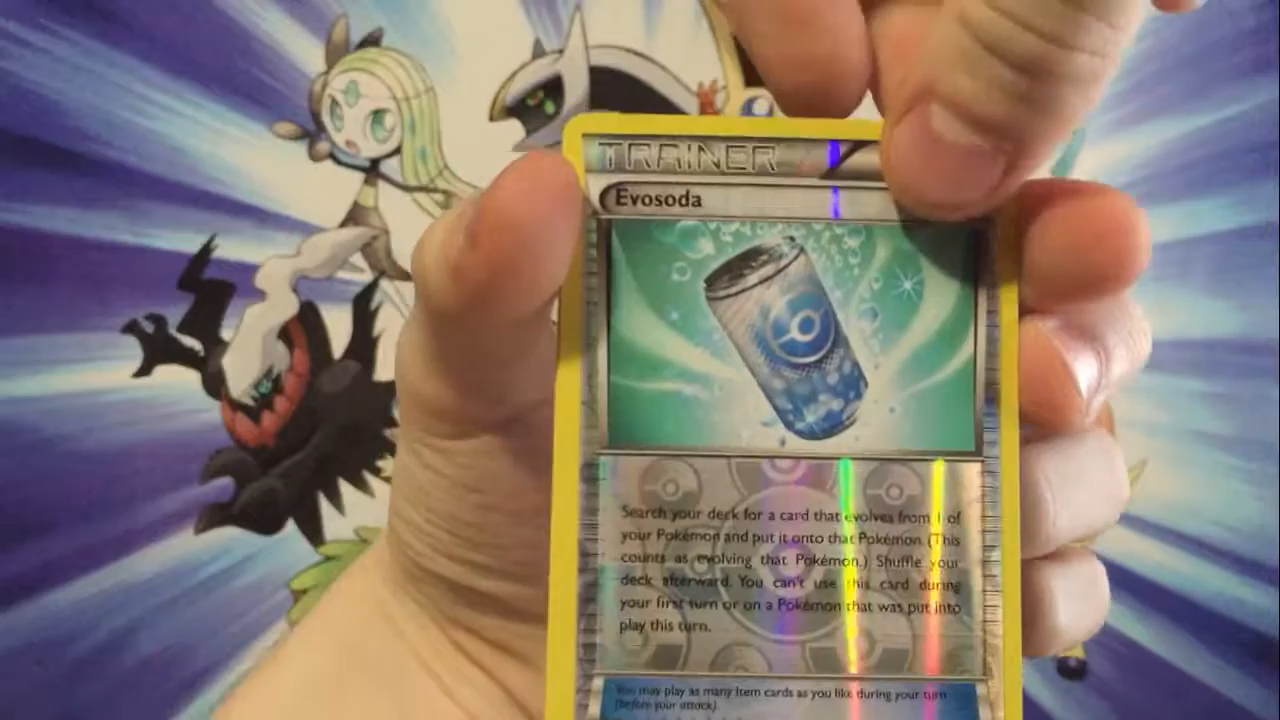 TRAINER
Evosoda
Search your deck for a card that evolves from 1 of
your Pokémon and put it onto that Pokémon. (This
counts as evolving that Pokémon.) Shuffle your
deck afterward. You can't use this card during
your first turn or on a Pokémon that was put into
play this turn.
You may play as many Item cards as you like during your turn
(before your attack).